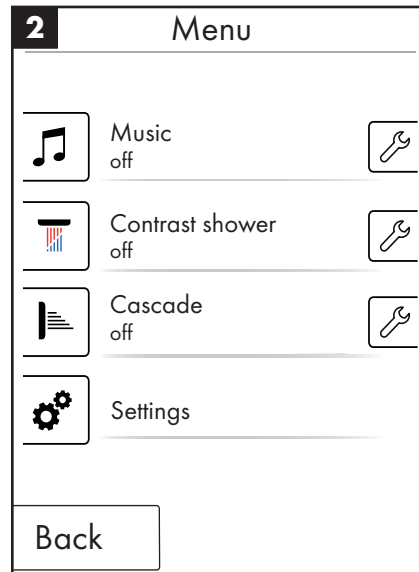 2
Menu
Music
off
Contrast shower
off
Cascade
off
Settings
Back